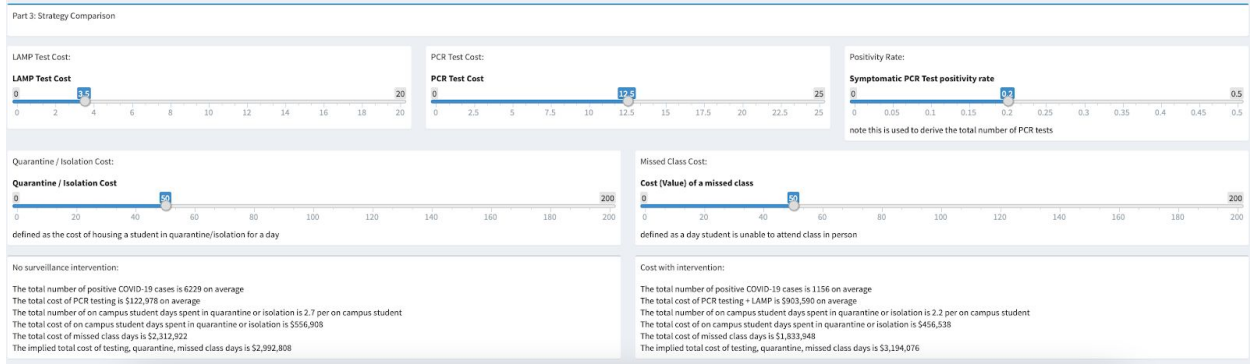 Part 3: Strategy Comparison
LAMP Test Cost:
LAMP Test Cost
0 3.5 20
0 2 4 6 8 10 12 14 16 18 20
PCR Test Cost:
PCR Test Cost
0 12.5 25
0 2.5 5 7.5 10 12.5 15 17.5 20 22.5 25
Positivity Rate:
Symptomatic PCR Test positivity rate
0 0.2 0.5
0 0.05 0.1 0.15 0.2 0.25 0.3 0.35 0.4 0.45 0.5
note this is used to derive the total number of PCR tests
Quarantine / Isolation Cost:
Quarantine / Isolation Cost
0 50 200
0 20 40 60 80 100 120 140 160 180 200
defined as the cost of housing a student in quarantine/isolation for a day
Missed Class Cost:
Cost (Value) of a missed class
0 50 200
0 20 40 60 80 100 120 140 160 180 200
defined as a day student is unable to attend class in person
No surveillance intervention:
The total number of positive COVID-19 cases is 6229 on average
The total cost of PCR testing is $122,978 on average
The total number of on campus student days spent in quarantine or isolation is 2.7 per on campus student
The total cost of on campus student days spent in quarantine or isolation is $556,908
The total cost of missed class days is $2,312,922
The implied total cost of testing, quarantine, missed class days is $2,992,808
Cost with intervention:
The total number of positive COVID-19 cases is 1156 on average
The total cost of PCR testing + LAMP is $903,590 on average
The total number of on campus student days spent in quarantine or isolation is 2.2 per on campus student
The total cost of on campus student days spent in quarantine or isolation is $456,538
The total cost of missed class days is $1,833,948
The implied total cost of testing, quarantine, missed class days is $3,194,076